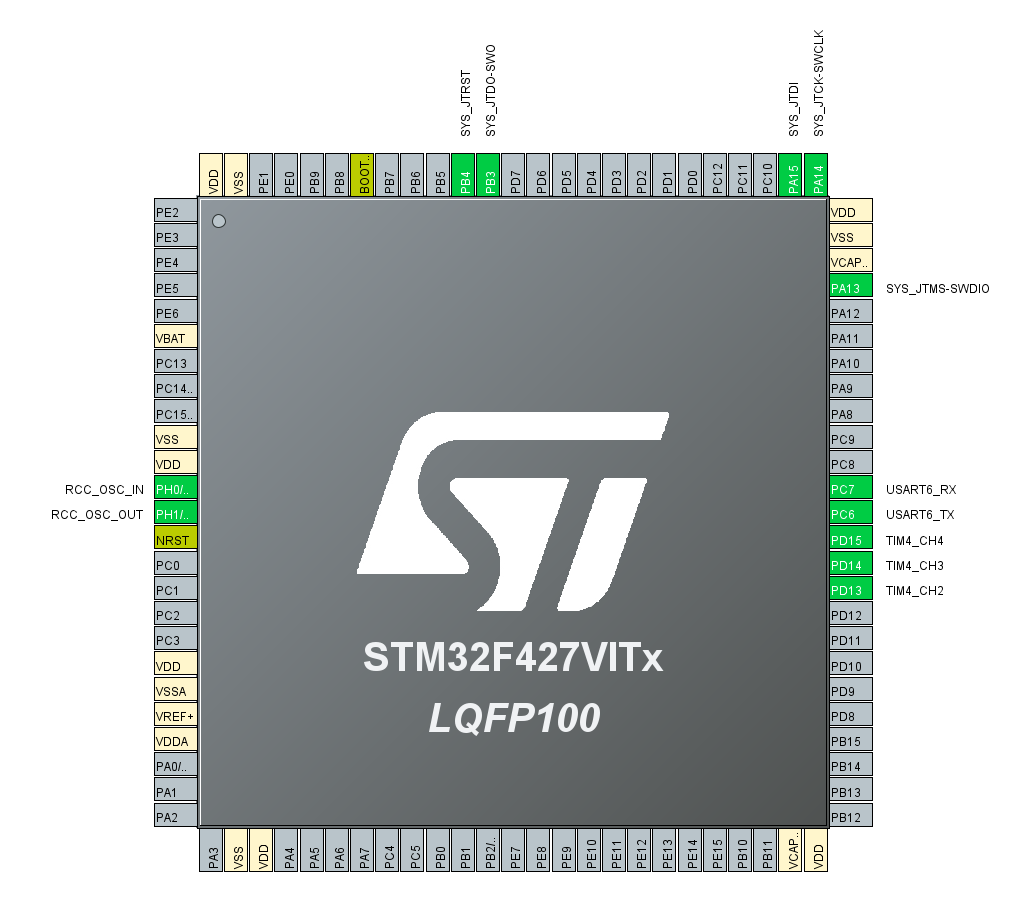 SYS_JTRST
SYS_JTDO-SWO
SYS_JTDI
SYS_JTCK-SWCLK
VDD
VSS
PE1
PE0
PB9
PB8
BOOT..
PB7
PB6
PB5
PB4
PB3
PD7
PD6
PD5
PD4
PD3
PD2
PD1
PD0
PC12
PC11
PC10
PA15
PA14
PE2
PE3
PE4
PE5
PE6
VBAT
PC13
PC14..
PC15..
VSS
VDD
RCC_OSC_IN PH0/..
RCC_OSC_OUT PH1/..
NRST
PC0
PC1
PC2
PC3
VDD
VSSA
VREF+
VDDA
PA0/..
PA1
PA2
ST
STM32F427VITx
LQFP100
VDD
VSS
VCAP..
PA13 SYS_JTMS-SWDIO
PA12
PA11
PA10
PA9
PA8
PC9
PC8
PC7 USART6_RX
PC6 USART6_TX
PD15 TIM4_CH4
PD14 TIM4_CH3
PD13 TIM4_CH2
PD12
PD11
PD10
PD9
PD8
PB15
PB14
PB13
PB12
PA3
VSS
VDD
PA4
PA5
PA6
PA7
PC4
PC5
PB0
PB1
PB2/..
PE7
PE8
PE9
PE10
PE11
PE12
PE13
PE14
PE15
PB10
PB11
VCAP..
VDD